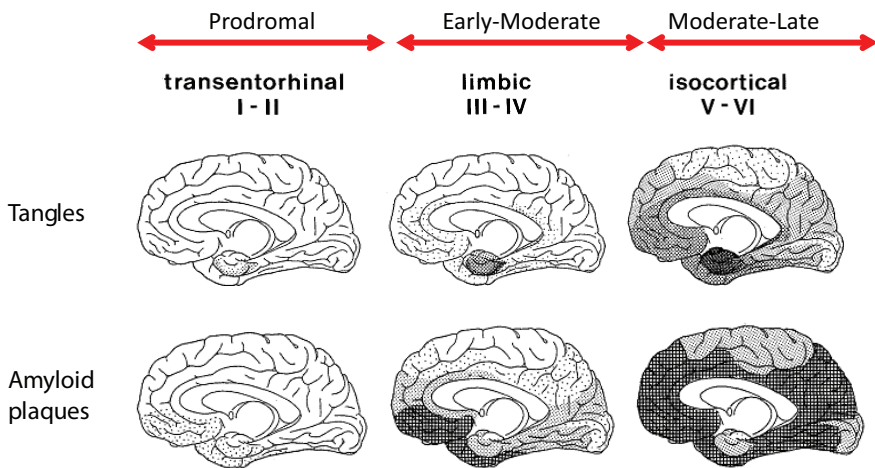 Prodromal
Early-Moderate
Moderate-Late
transentorhinal
I - II
limbic
III - IV
isocortical
V - VI
Tangles
Amyloid
plaques